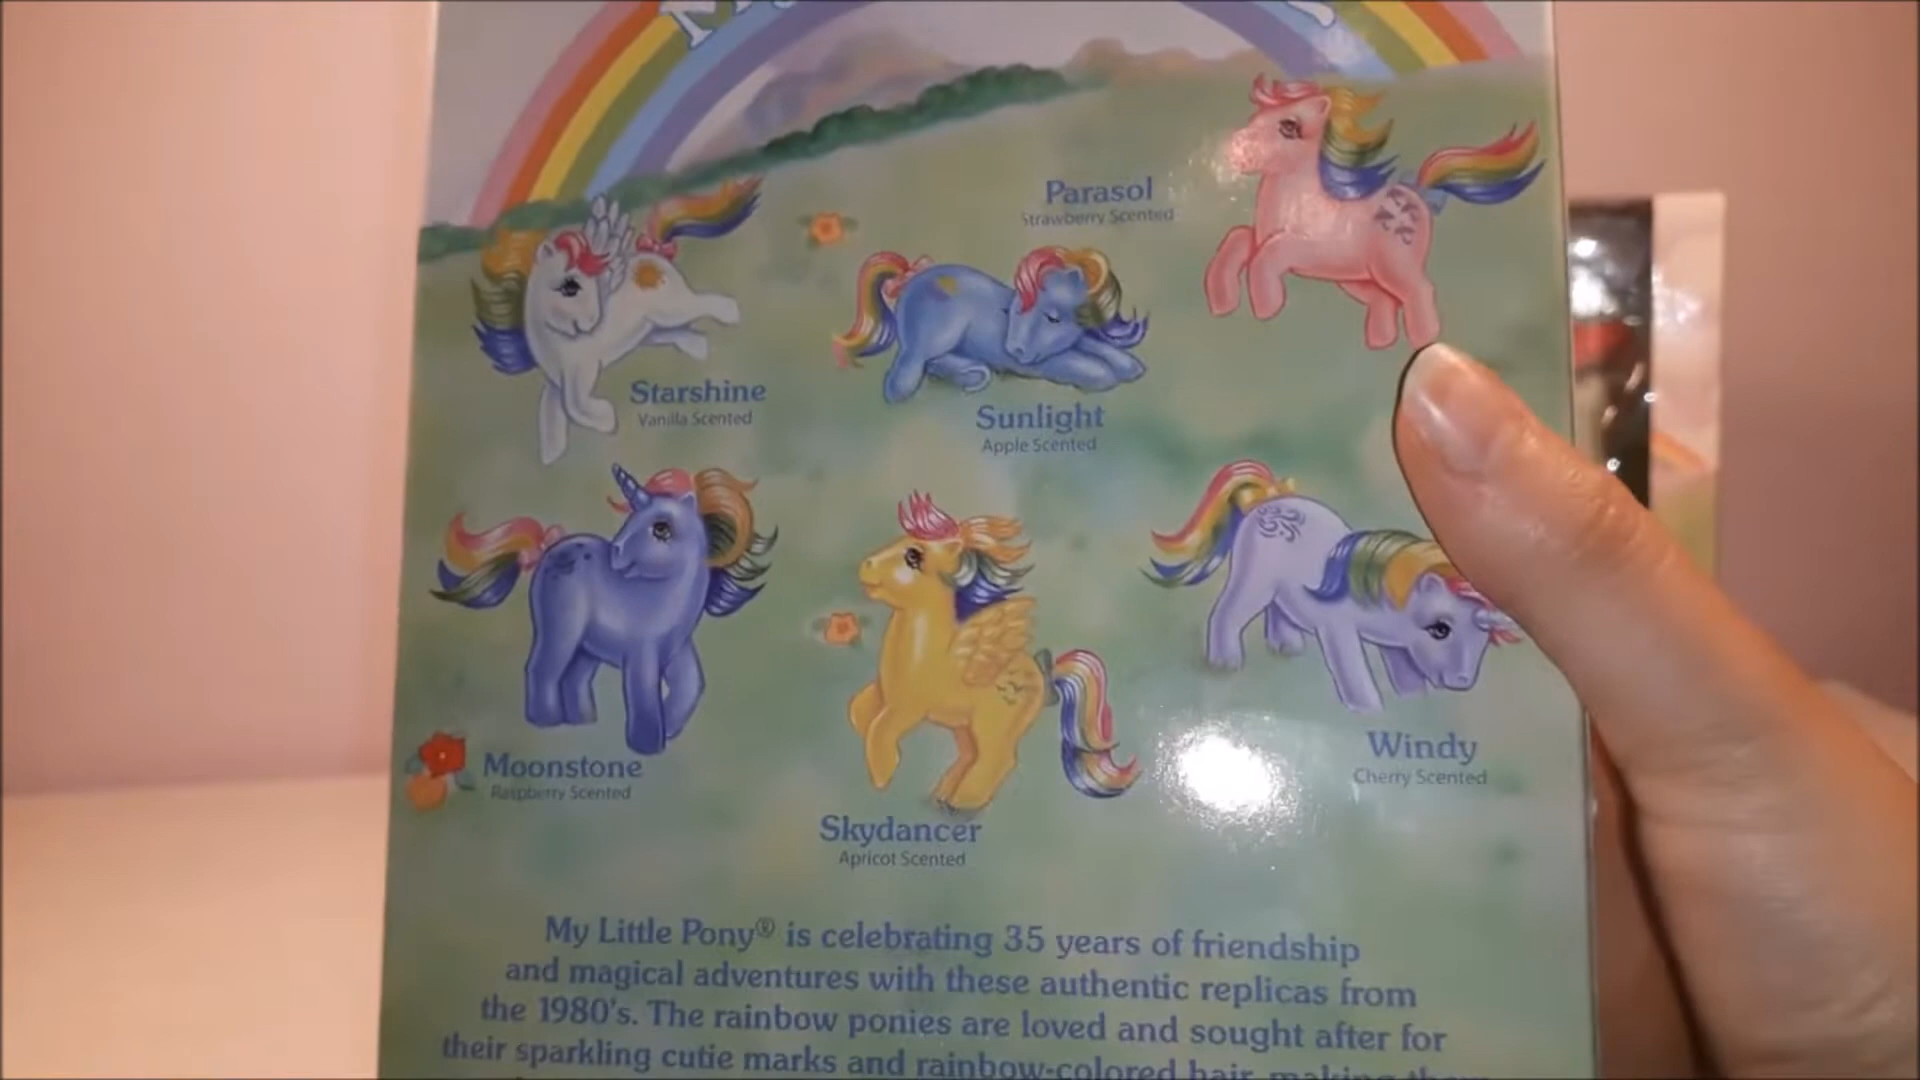 Parasol
Strawberry Scented
Starshine
Vanilla Scented
Sunlight
Apple Scented
Moonstone
Raspberry Scented
Skydancer
Apricot Scented
Windy
Cherry Scented
My Little Pony® is celebrating 35 years of friendship
and magical adventures with these authentic replicas from
the 1980's. The rainbow ponies are loved and sought after for
their sparkling cutie marks and rainbow-colored hair, making them